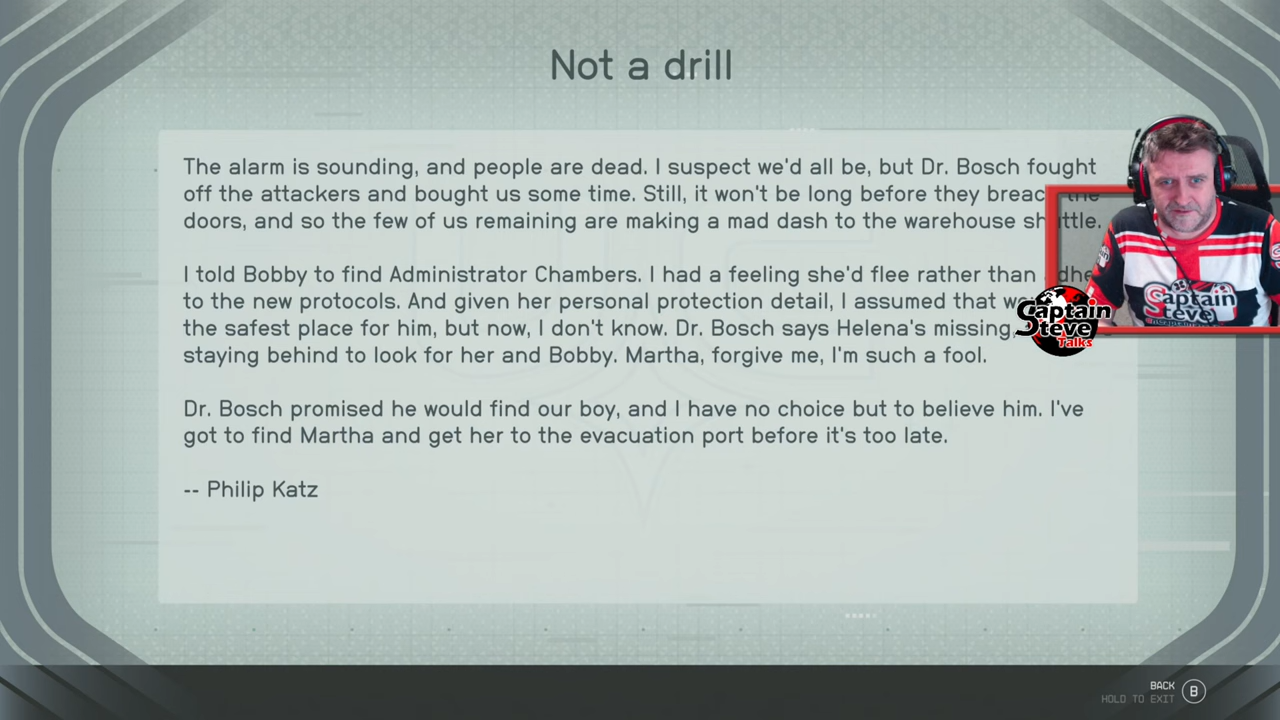 Not a drill
The alarm is sounding, and people are dead. I suspect we'd all be, but Dr. Bosch fought
off the attackers and bought us some time. Still, it won't be long before they breac
doors, and so the few of us remaining are making a mad dash to the warehouse sh ttle.
I told Bobby to find Administrator Chambers. I had a feeling she'd flee rather than dhe
to the new protocols. And given her personal protection detail, I assumed that w
the safest place for him, but now, I don't know. Dr. Bosch says Helena's missing,
staying behind to look for her and Bobby. Martha, forgive me, I'm such a fool.
Dr. Bosch promised he would find our boy, and I have no choice but to believe him. I've
got to find Martha and get her to the evacuation port before it's too late.
-- Philip Katz
Captain
Steve
Captain
Steve
Talks
BACK
HOLD TO EXIT
B